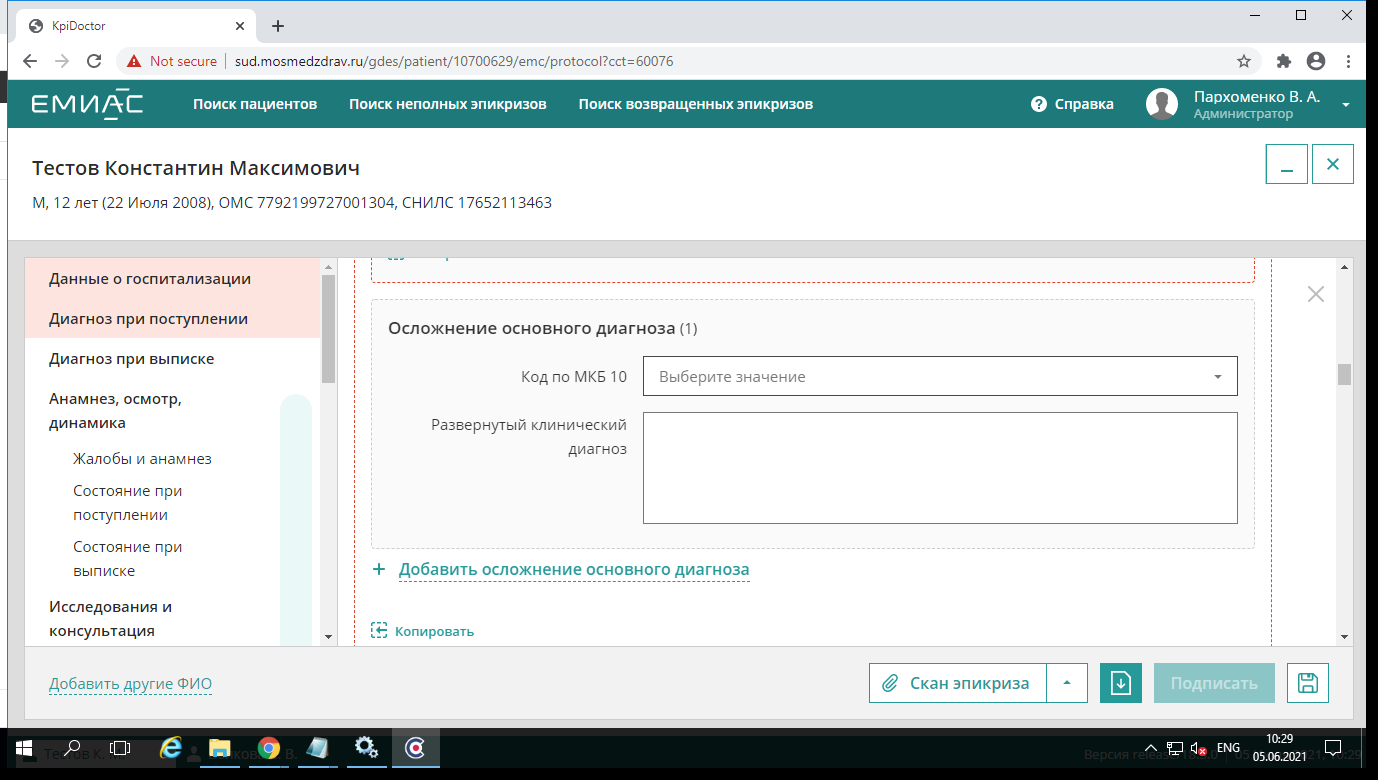 KpiDoctor
Not secure
sud.mosmedzdrav.ru/gdes/patient/10700629/emc/protocol?cct=60076
ЕМИАС
Поиск пациентов
Поиск неполных эпикризов
Поиск возвращенных эпикризов
Справка
Пархоменко В. А.
Администратор
Тестов Константин Максимович
М, 12 лет (22 Июля 2008), ОМС 7792199727001304, СНИЛС 17652113463
Данные о госпитализации
Диагноз при поступлении
Диагноз при выписке
Анамнез, осмотр,
динамика
Жалобы и анамнез
Состояние при
поступлении
Состояние при
выписке
Исследования и
консультация
Осложнение основного диагноза (1)
Код по МКБ 10
Выберите значение
Развернутый клинический
диагноз
+ Добавить осложнение основного диагноза
Копировать
Добавить другие ФИО
Скан эпикриза
Подписать
Тестов К. М.
Версия release
ENG
10:29
05.06.2021